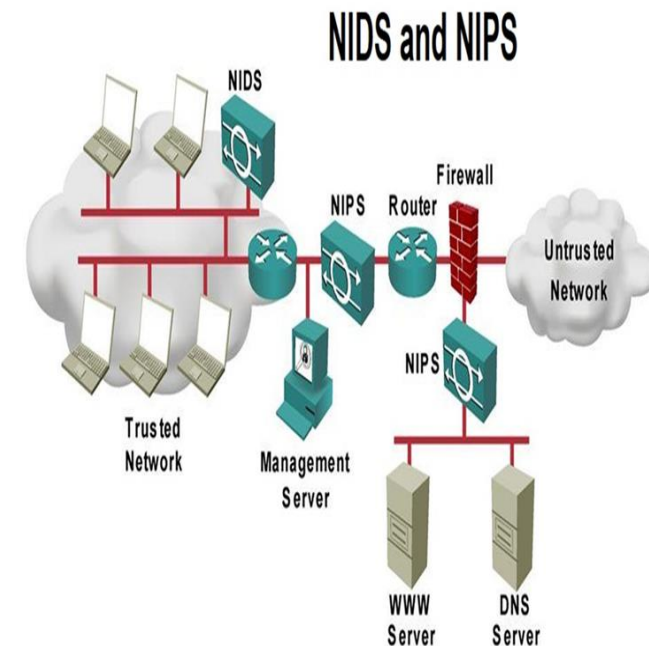 NIDS and NIPS
NIDS
Firewall
NIPS
Router
Untrusted
Network
NIPS
Trusted
Network
Management
Server
WWW
Server
DNS
Server